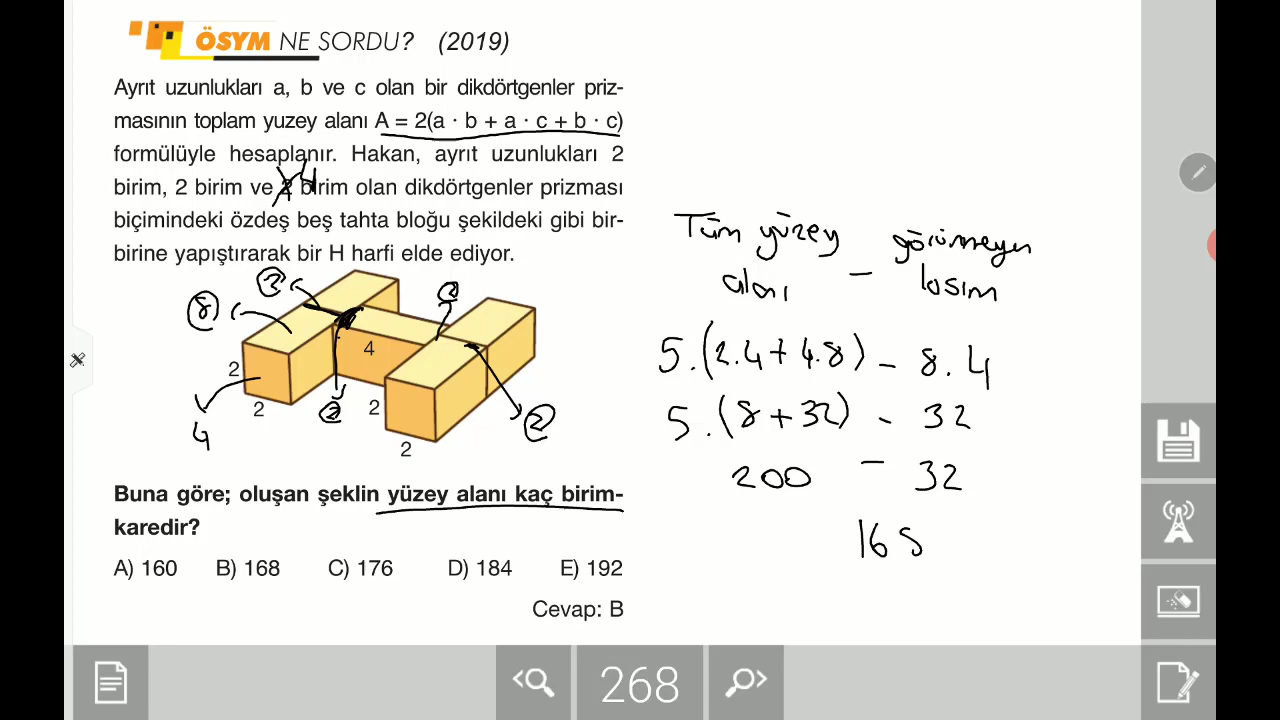 ÖSYM NE SORDU? (2019)
Ayrıt uzunlukları a, b ve c olan bir dikdörtgenler priz-
masının toplam yuzey alanı A = 2(a · b + a · c + b · c)
formülüyle hesaplanır. Hakan, ayrıt uzunlukları 2
birim, 2 birim ve 2 4 birim olan dikdörtgenler prizması
biçimindeki özdeş beş tahta bloğu şekildeki gibi bir-
birine yapıştırarak bir H harfi elde ediyor.
2
8
2
2
4
2
2
2
2
2
4
2
Buna göre; oluşan şeklin yüzey alanı kaç birim-
karedir?
A) 160 B) 168 C) 176 D) 184 E) 192
Cevap: B
Tüm yüzey alanı - görünmeyen kısım
5.(2.4+4.8) - 8.4
5.(8+32) - 32
200 - 32
168
268